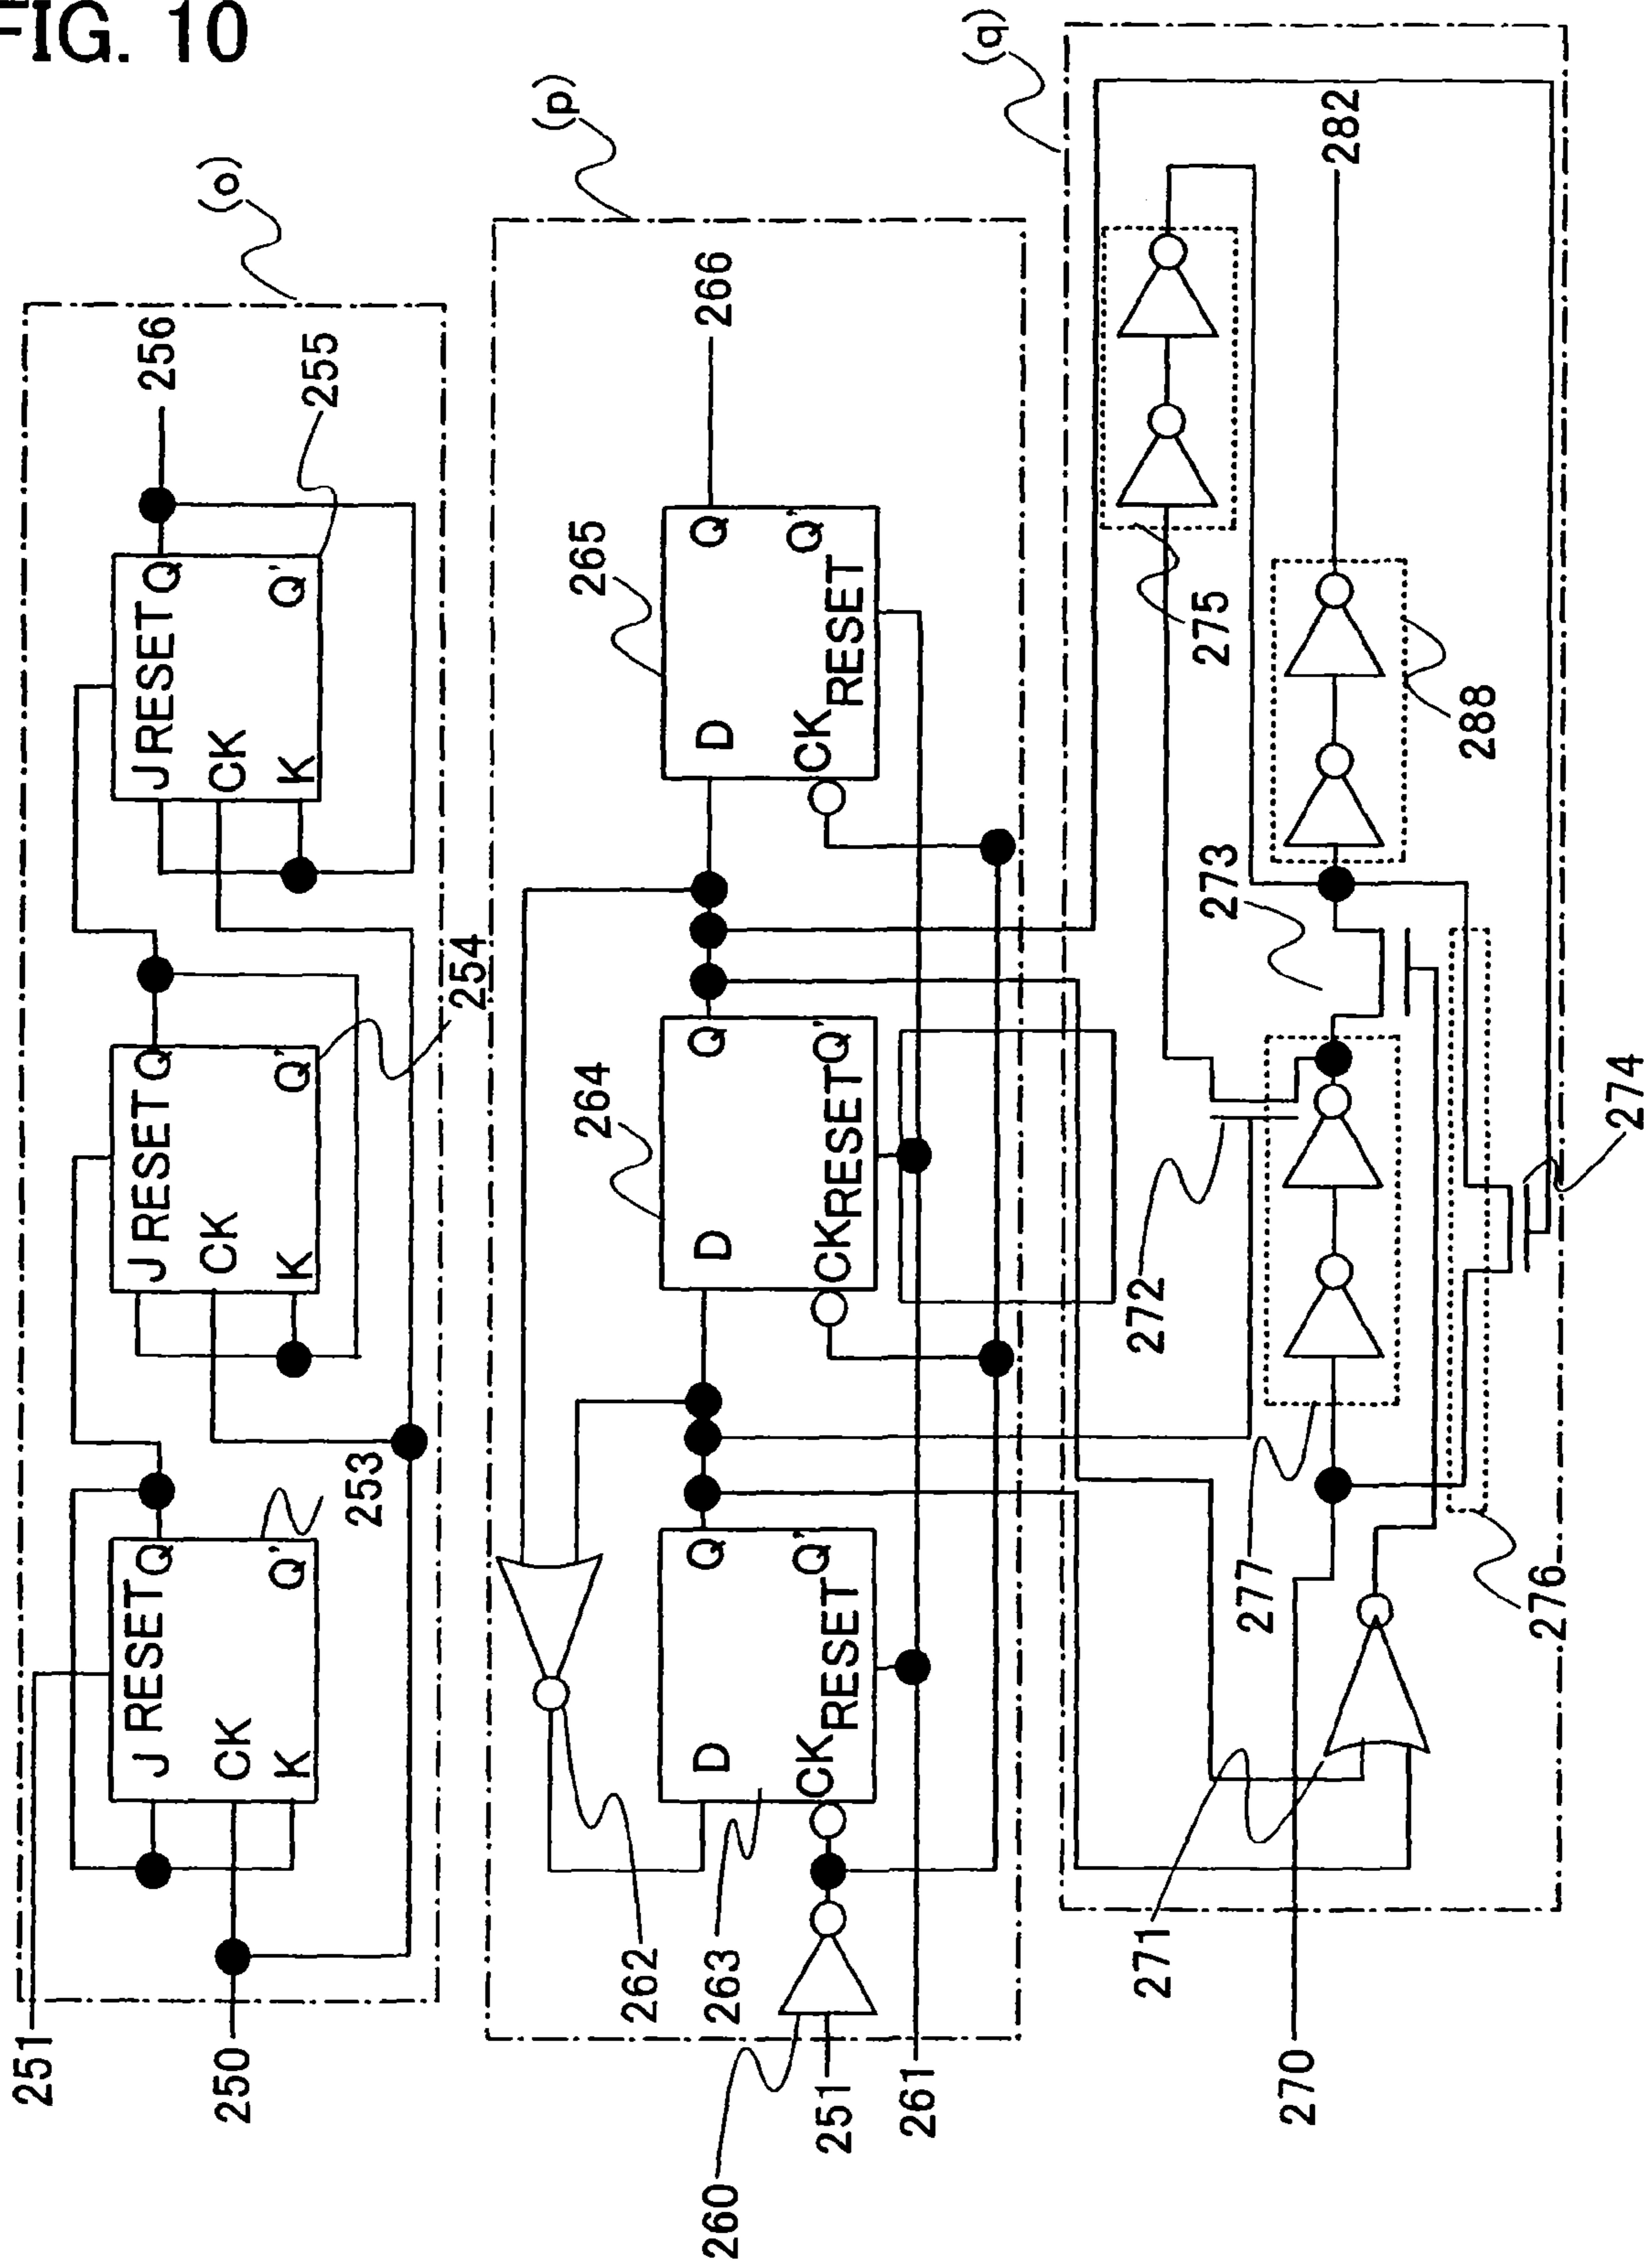 FIG. 10
(o)
251
250
J
RESET
Q
CK
K
Q'
253
J
RESET
Q
CK
K
Q'
254
J
RESET
Q
CK
K
Q'
255
256
(p)
260
251
261
262
263
D
Q
CK
RESET
Q'
264
D
Q
CK
RESET
Q'
265
D
Q
CK
RESET
Q'
266
(q)
270
271
272
273
274
275
276
277
288
282